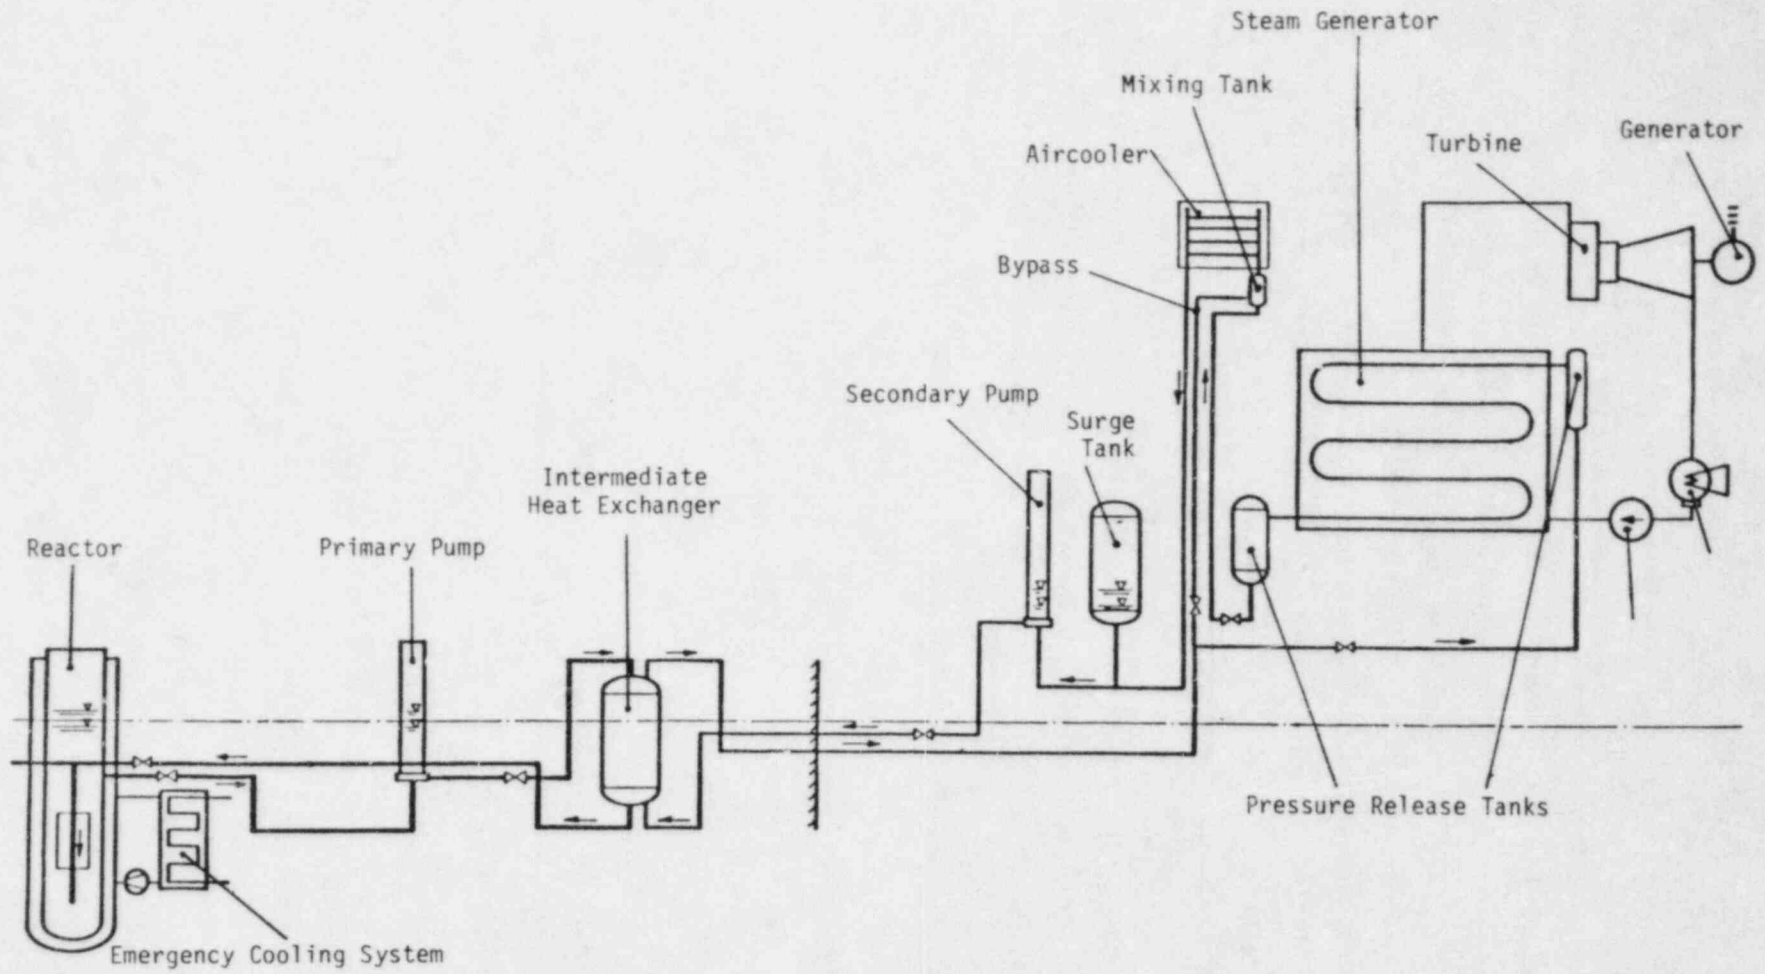 Steam Generator
Mixing Tank
Generator
Turbine
Aircooler
Bypass
Secondary Pump
Surge
Tank
Intermediate
Heat Exchanger
Reactor
Primary Pump
Pressure Release Tanks
Emergency Cooling System